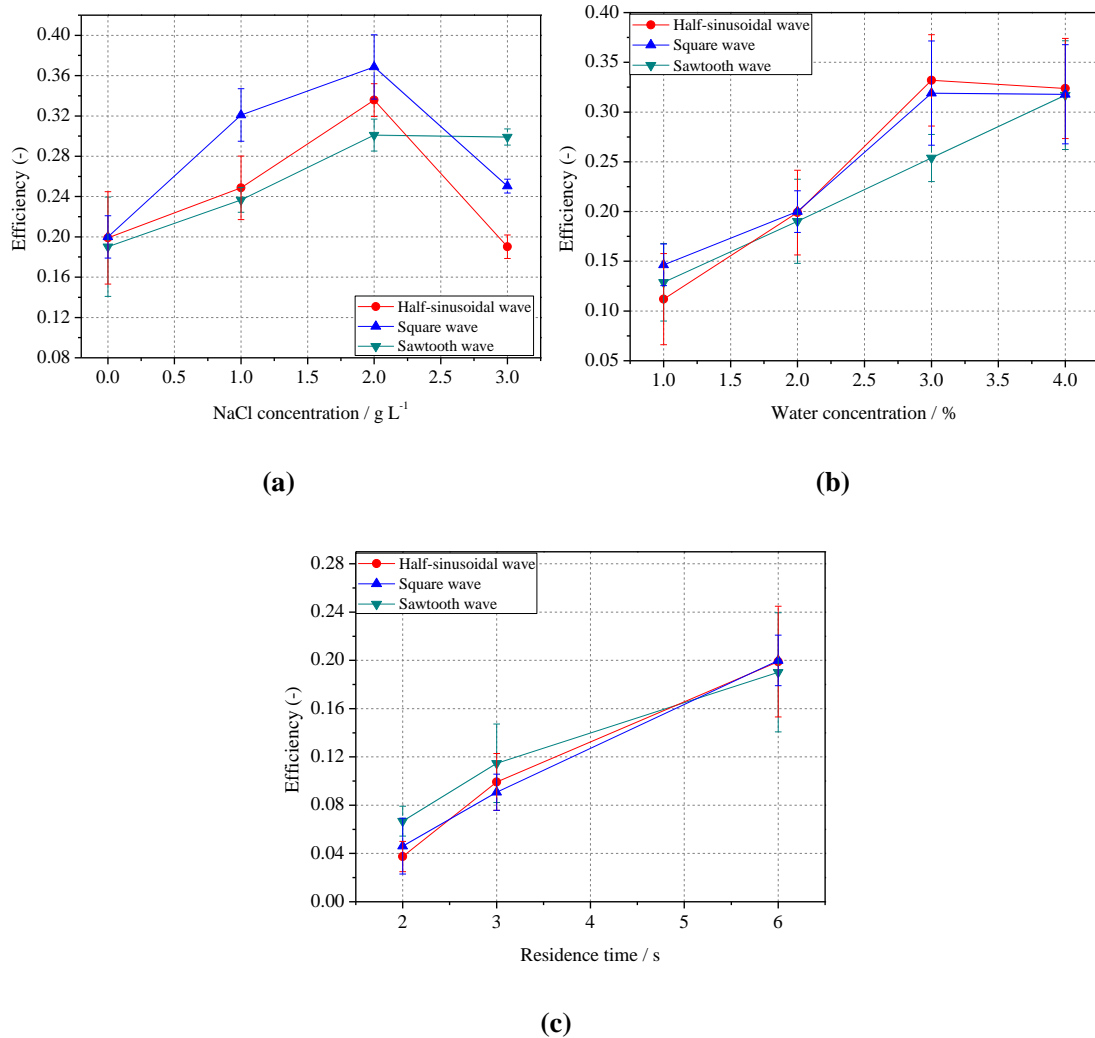 0.40
0.36
0.32
0.28
0.24
0.20
0.16
0.12
0.08
Efficiency (-)
0.0 0.5 1.0 1.5 2.0 2.5 3.0
NaCl concentration / g L⁻¹
Half-sinusoidal wave
Square wave
Sawtooth wave
(a)
0.40
0.35
0.30
0.25
0.20
0.15
0.10
0.05
Efficiency (-)
1.0 1.5 2.0 2.5 3.0 3.5 4.0
Water concentration / %
Half-sinusoidal wave
Square wave
Sawtooth wave
(b)
0.28
0.24
0.20
0.16
0.12
0.08
0.04
0.00
Efficiency (-)
2 3 4 5 6
Residence time / s
Half-sinusoidal wave
Square wave
Sawtooth wave
(c)